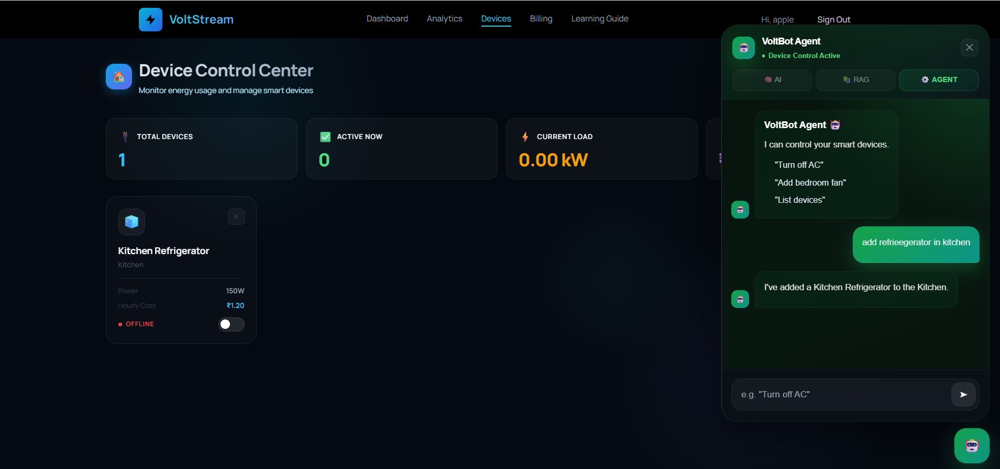 VoltStream
Dashboard
Analytics
Devices
Billing
Learning Guide
Hi, apple
Sign Out
Device Control Center
Monitor energy usage and manage smart devices
TOTAL DEVICES
1
ACTIVE NOW
0
CURRENT LOAD
0.00 kW
Kitchen Refrigerator
Kitchen
Power 150W
Hourly Cost ₹1.20
OFFLINE
VoltBot Agent
Device Control Active
AI
RAG
AGENT
VoltBot Agent
I can control your smart devices.
"Turn off AC"
"Add bedroom fan"
"List devices"
add refrieegerator in kitchen
I've added a Kitchen Refrigerator to the Kitchen.
e.g. "Turn off AC"